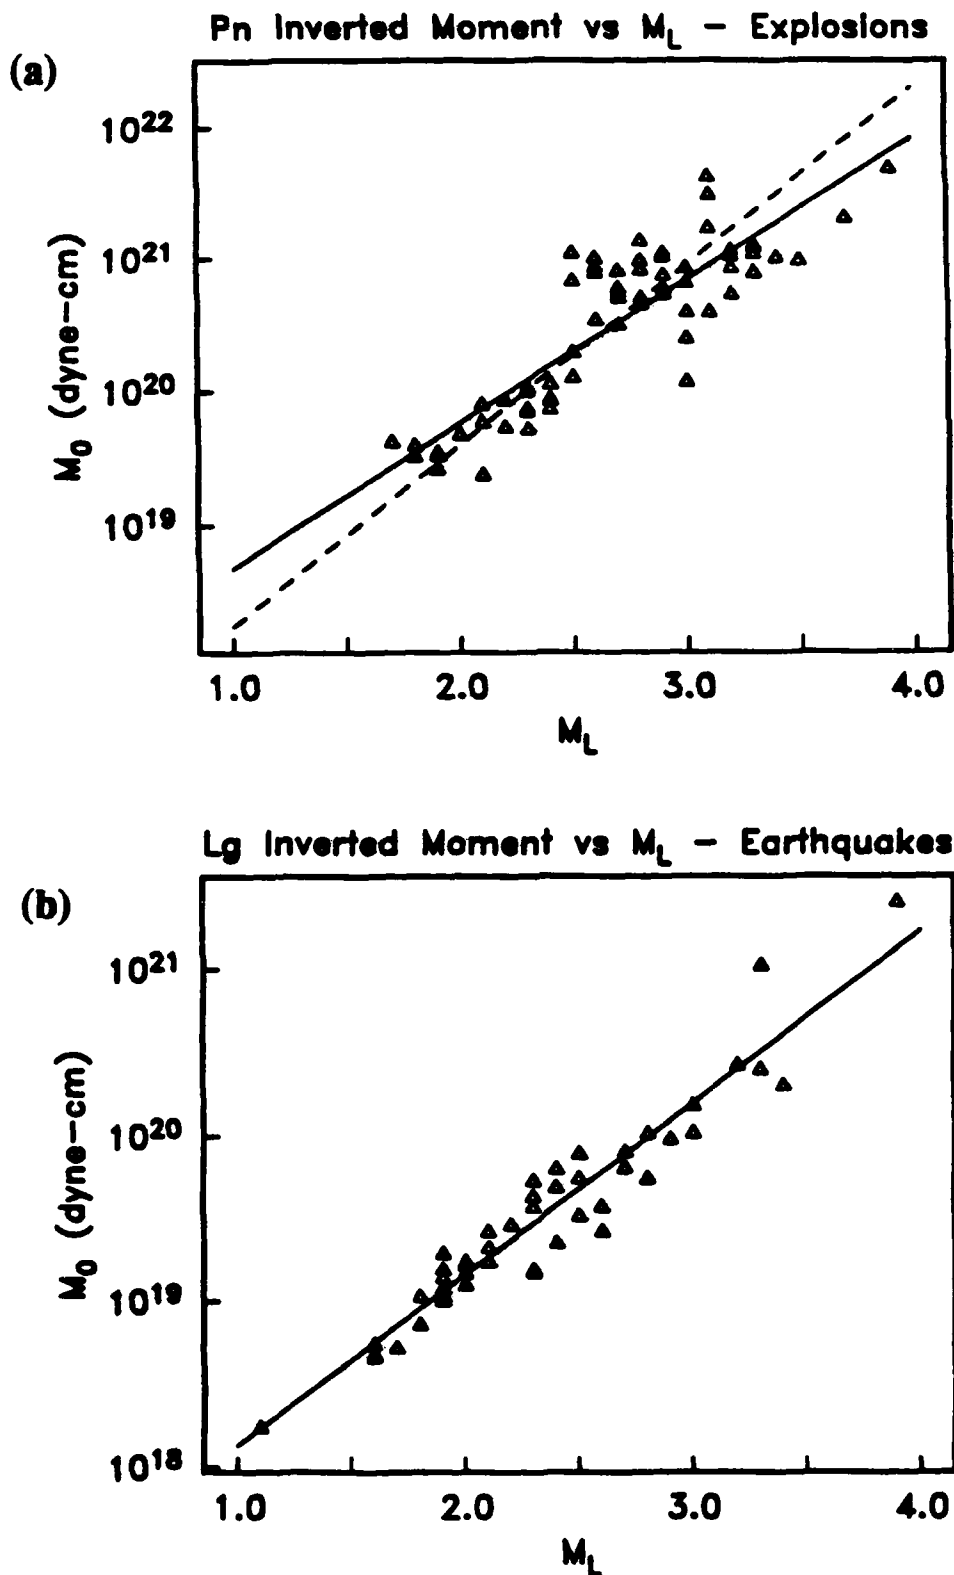 Pn Inverted Moment vs M_L – Explosions
(a)
10^22
10^21
10^20
10^19
M_0 (dyne–cm)
1.0 2.0 3.0 4.0
M_L
Lg Inverted Moment vs M_L – Earthquakes
(b)
10^21
10^20
10^19
10^18
M_0 (dyne–cm)
1.0 2.0 3.0 4.0
M_L